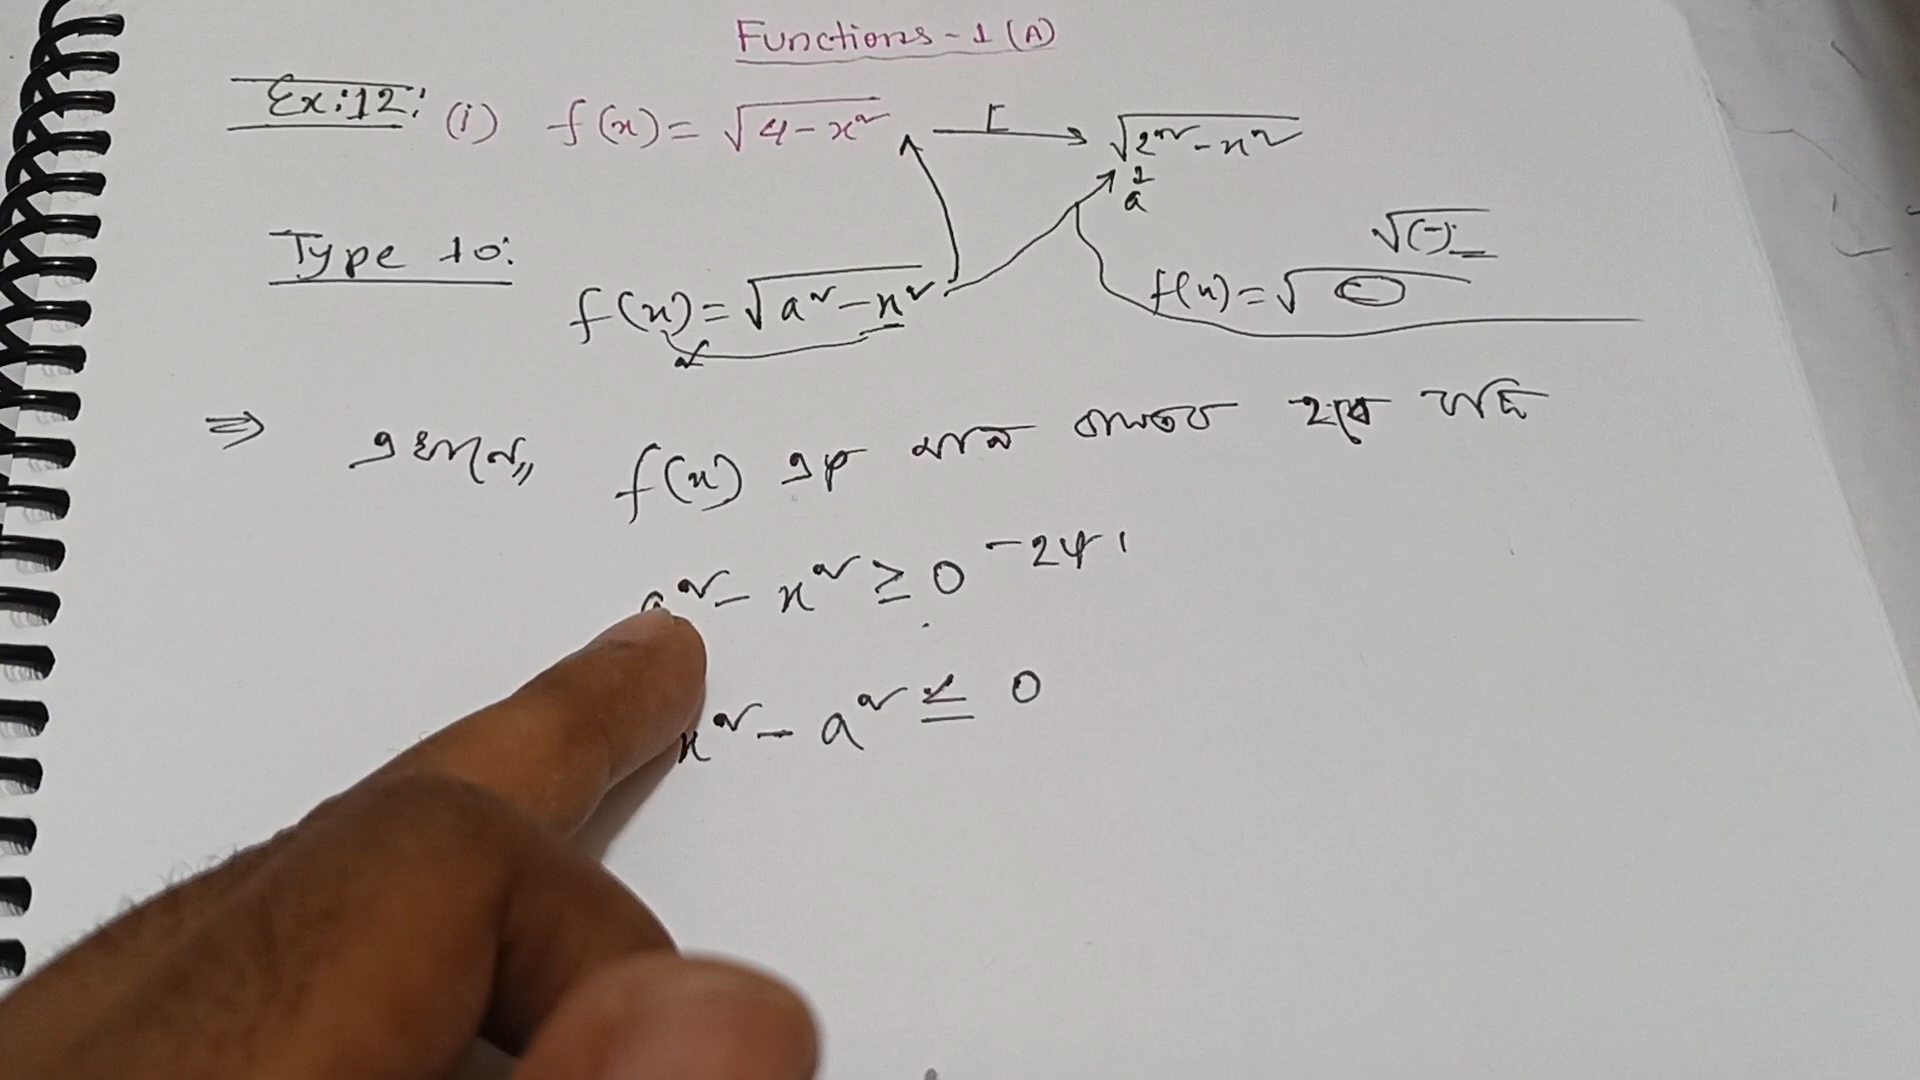 Functions - 1 (A)
Ex:12: (i) f(x) = √4-x² → √2²-x²
a
√(-)
Type 10:
f(x) = √a²-x²
f(x) = √(-)
⇒ এখানে, f(x) এর মান বাস্তব হবে যদি
a² - x² ≥ 0 হয়।
x² - a² ≤ 0